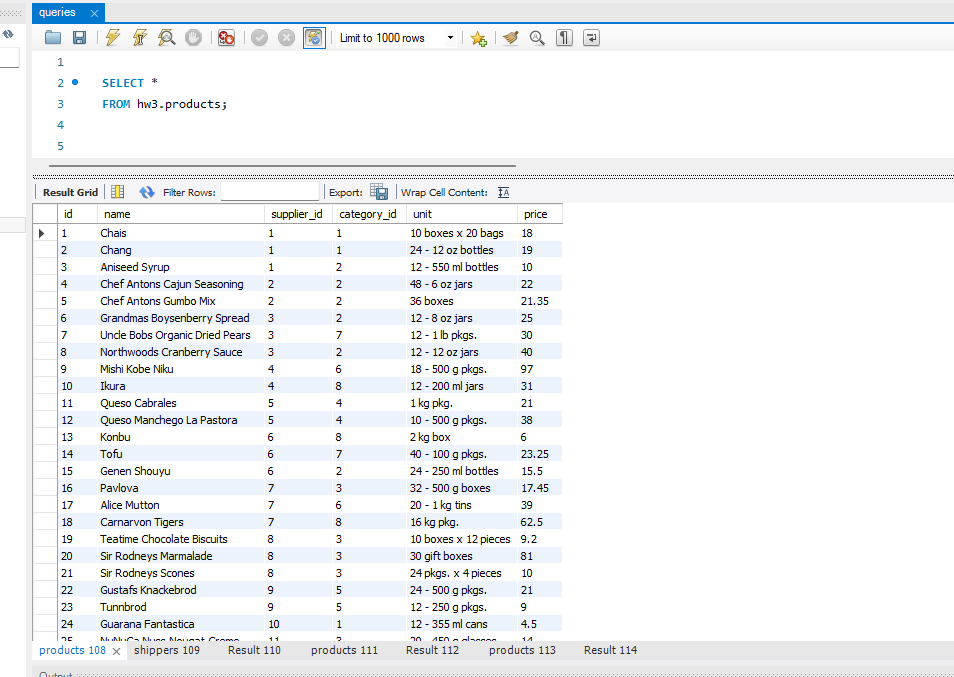 queries
Limit to 1000 rows
1
2 SELECT *
3 FROM hw3.products;
4
5
Result Grid Filter Rows: Export: Wrap Cell Content:
id name supplier_id category_id unit price
1 Chais 1 1 10 boxes x 20 bags 18
2 Chang 1 1 24 - 12 oz bottles 19
3 Aniseed Syrup 1 2 12 - 550 ml bottles 10
4 Chef Antons Cajun Seasoning 2 2 48 - 6 oz jars 22
5 Chef Antons Gumbo Mix 2 2 36 boxes 21.35
6 Grandmas Boysenberry Spread 3 2 12 - 8 oz jars 25
7 Uncle Bobs Organic Dried Pears 3 7 12 - 1 lb pkgs. 30
8 Northwoods Cranberry Sauce 3 2 12 - 12 oz jars 40
9 Mishi Kobe Niku 4 6 18 - 500 g pkgs. 97
10 Ikura 4 8 12 - 200 ml jars 31
11 Queso Cabrales 5 4 1 kg pkg. 21
12 Queso Manchego La Pastora 5 4 10 - 500 g pkgs. 38
13 Konbu 6 8 2 kg box 6
14 Tofu 6 7 40 - 100 g pkgs. 23.25
15 Genen Shouyu 6 2 24 - 250 ml bottles 15.5
16 Pavlova 7 3 32 - 500 g boxes 17.45
17 Alice Mutton 7 6 20 - 1 kg tins 39
18 Carnarvon Tigers 7 8 16 kg pkg. 62.5
19 Teatime Chocolate Biscuits 8 3 10 boxes x 12 pieces 9.2
20 Sir Rodneys Marmalade 8 3 30 gift boxes 81
21 Sir Rodneys Scones 8 3 24 pkgs. x 4 pieces 10
22 Gustafs Knackebrod 9 5 24 - 500 g pkgs. 21
23 Tunnbrod 9 5 12 - 250 g pkgs. 9
24 Guarana Fantastica 10 1 12 - 355 ml cans 4.5
25 NuNuCa Nuss-Nougat-Creme 11 3 20 - 450 g glasses 14
products 108 shippers 109 Result 110 products 111 Result 112 products 113 Result 114
Output